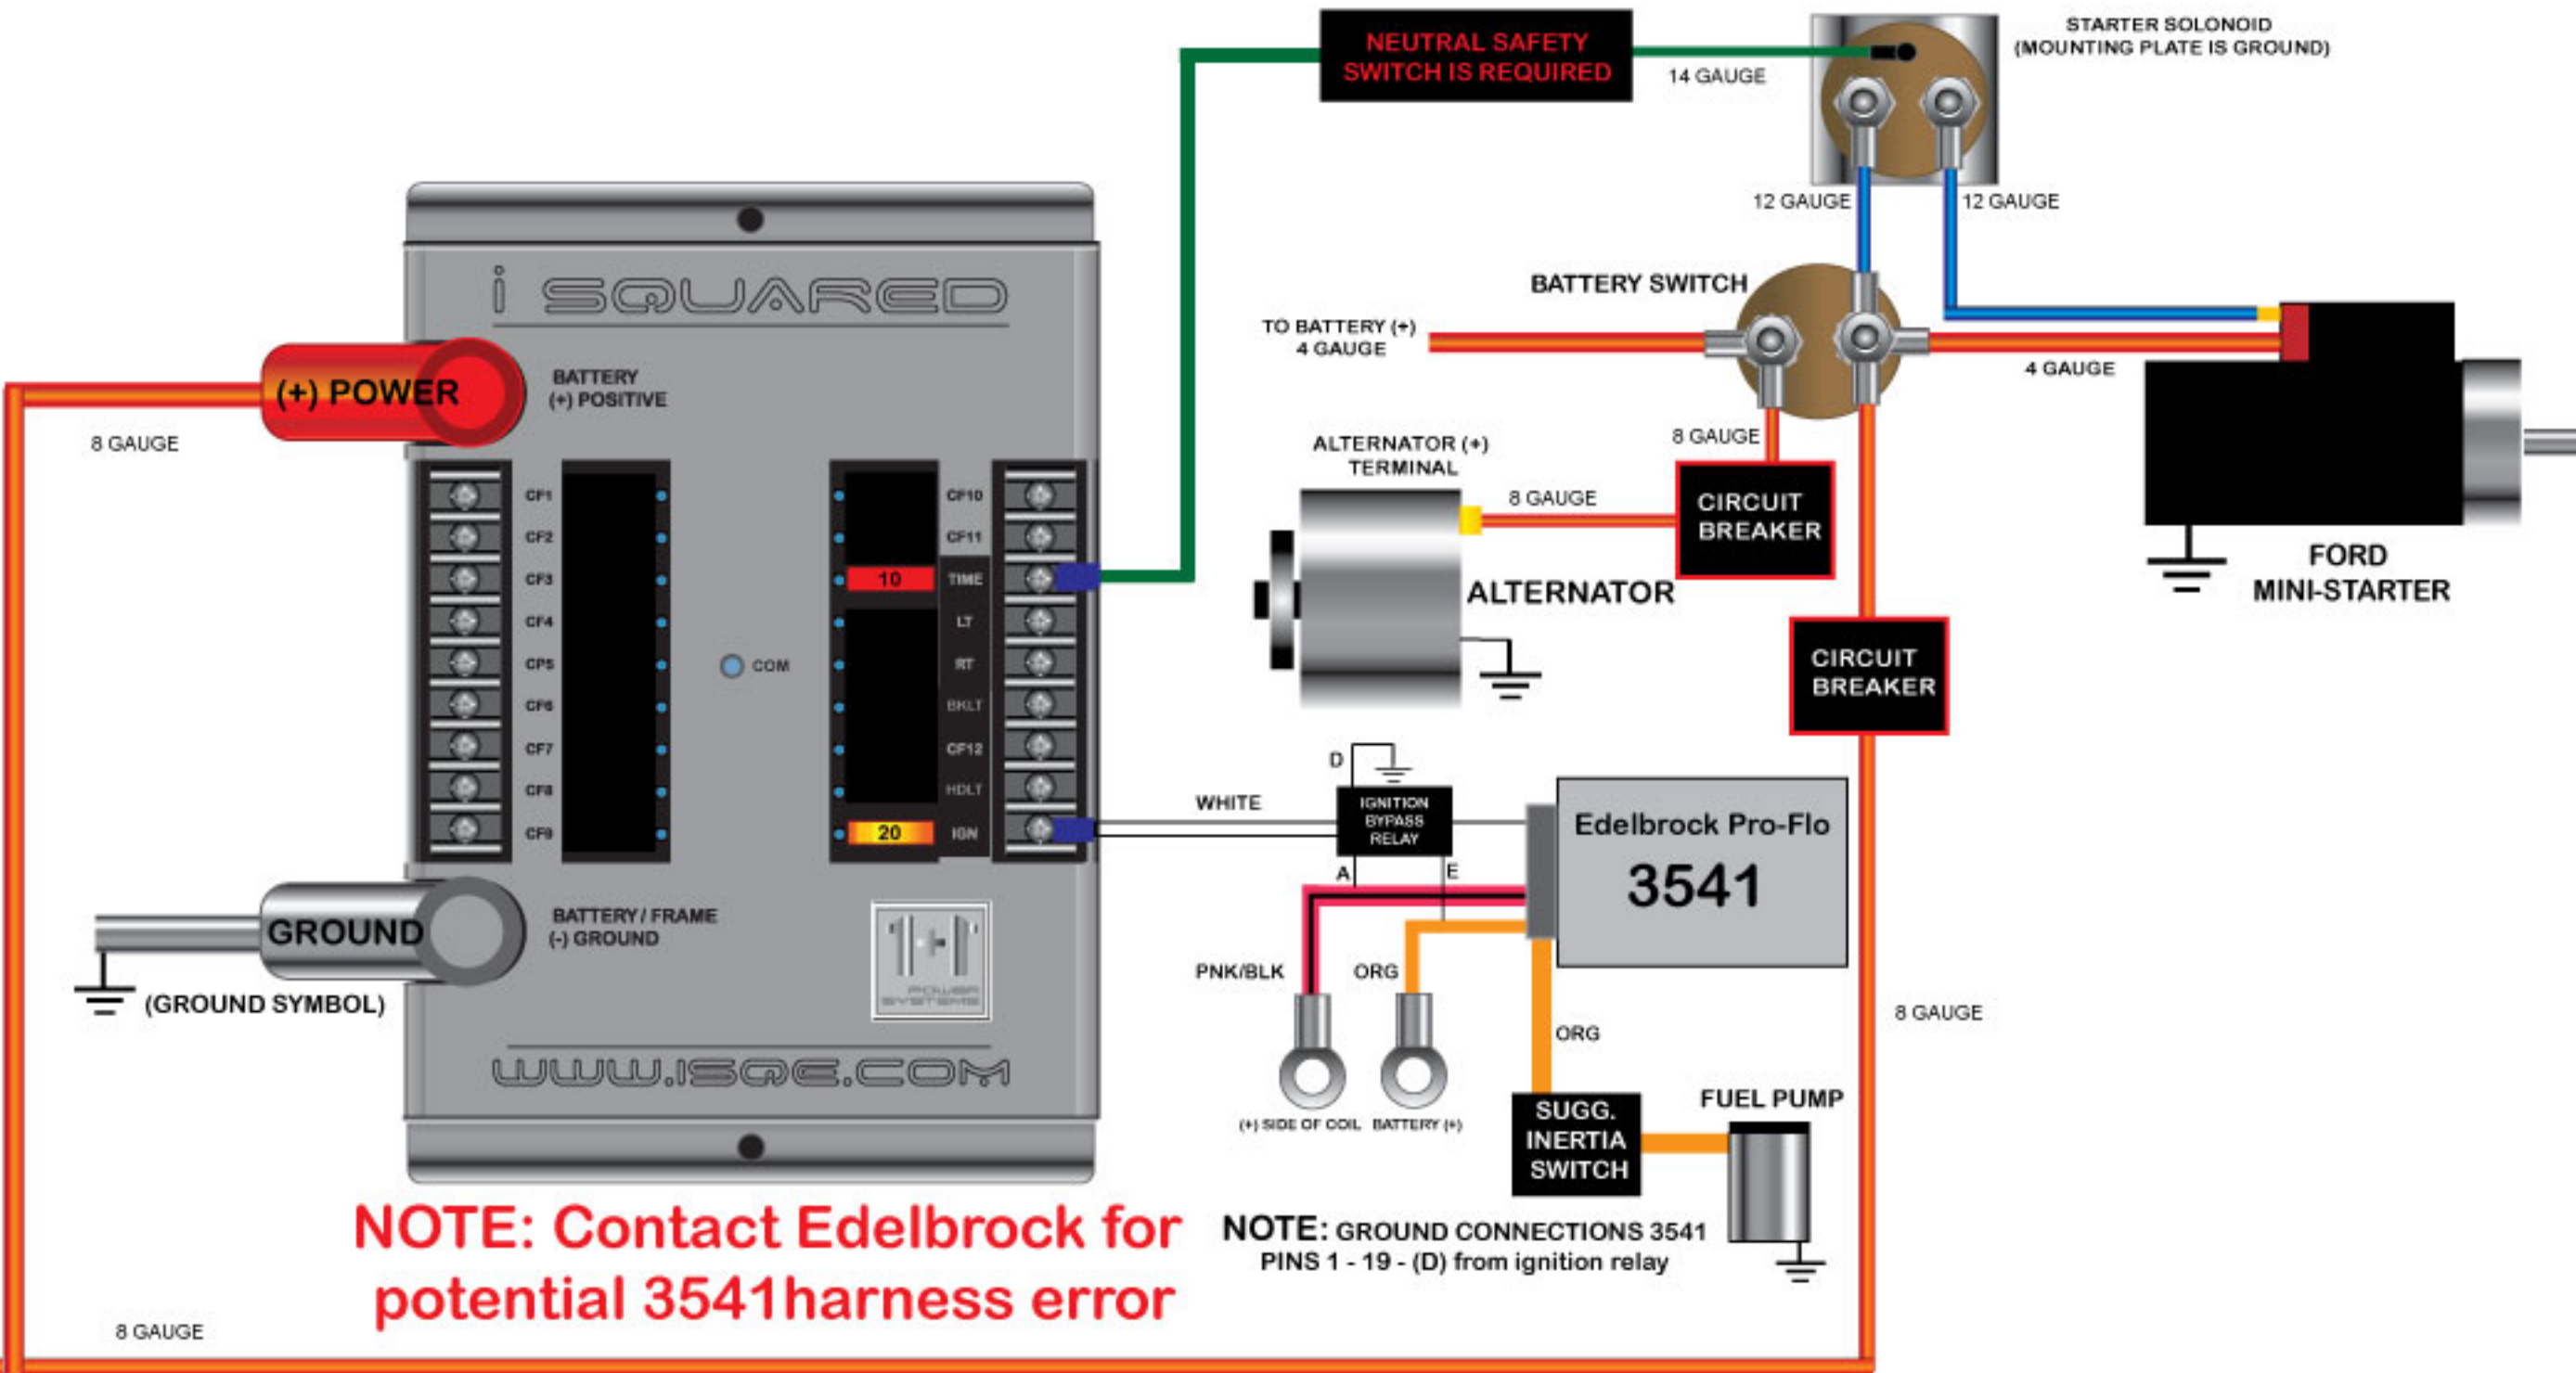 NEUTRAL SAFETY
SWITCH IS REQUIRED
14 GAUGE
STARTER SOLONOID
(MOUNTING PLATE IS GROUND)
12 GAUGE
12 GAUGE
BATTERY SWITCH
TO BATTERY (+)
4 GAUGE
4 GAUGE
8 GAUGE
ALTERNATOR (+)
TERMINAL
8 GAUGE
CIRCUIT
BREAKER
ALTERNATOR
FORD
MINI-STARTER
CIRCUIT
BREAKER
i SQUARED
(+) POWER
BATTERY
(+) POSITIVE
8 GAUGE
CF1
CF2
CF3
CF4
CP5
CF6
CF7
CF8
CF9
COM
10
20
CF10
CF11
TIME
LT
RT
BKLT
CF12
HDLT
IGN
GROUND
BATTERY / FRAME
(-) GROUND
(GROUND SYMBOL)
POWER
SYSTEMS
WWW.ISQE.COM
D
WHITE
IGNITION
BYPASS
RELAY
A
E
Edelbrock Pro-Flo
3541
PNK/BLK
ORG
ORG
8 GAUGE
(+) SIDE OF COIL
BATTERY (+)
SUGG.
INERTIA
SWITCH
FUEL PUMP
NOTE: Contact Edelbrock for
potential 3541harness error
NOTE: GROUND CONNECTIONS 3541
PINS 1 - 19 - (D) from ignition relay
8 GAUGE